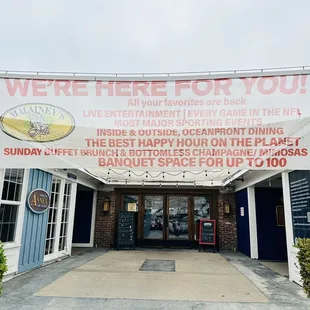 WE'RE HERE FOR YOU!
All your favorites are back
LIVE ENTERTAINMENT | EVERY GAME IN THE NFL
MOST MAJOR SPORTING EVENTS
INSIDE & OUTSIDE, OCEANFRONT DINING
THE BEST HAPPY HOUR ON THE PLANET
SUNDAY BUFFET BRUNCH & BOTTOMLESS CHAMPAGNE/ MIMOSAS
BANQUET SPACE FOR UP TO 100
MALAINEY'S